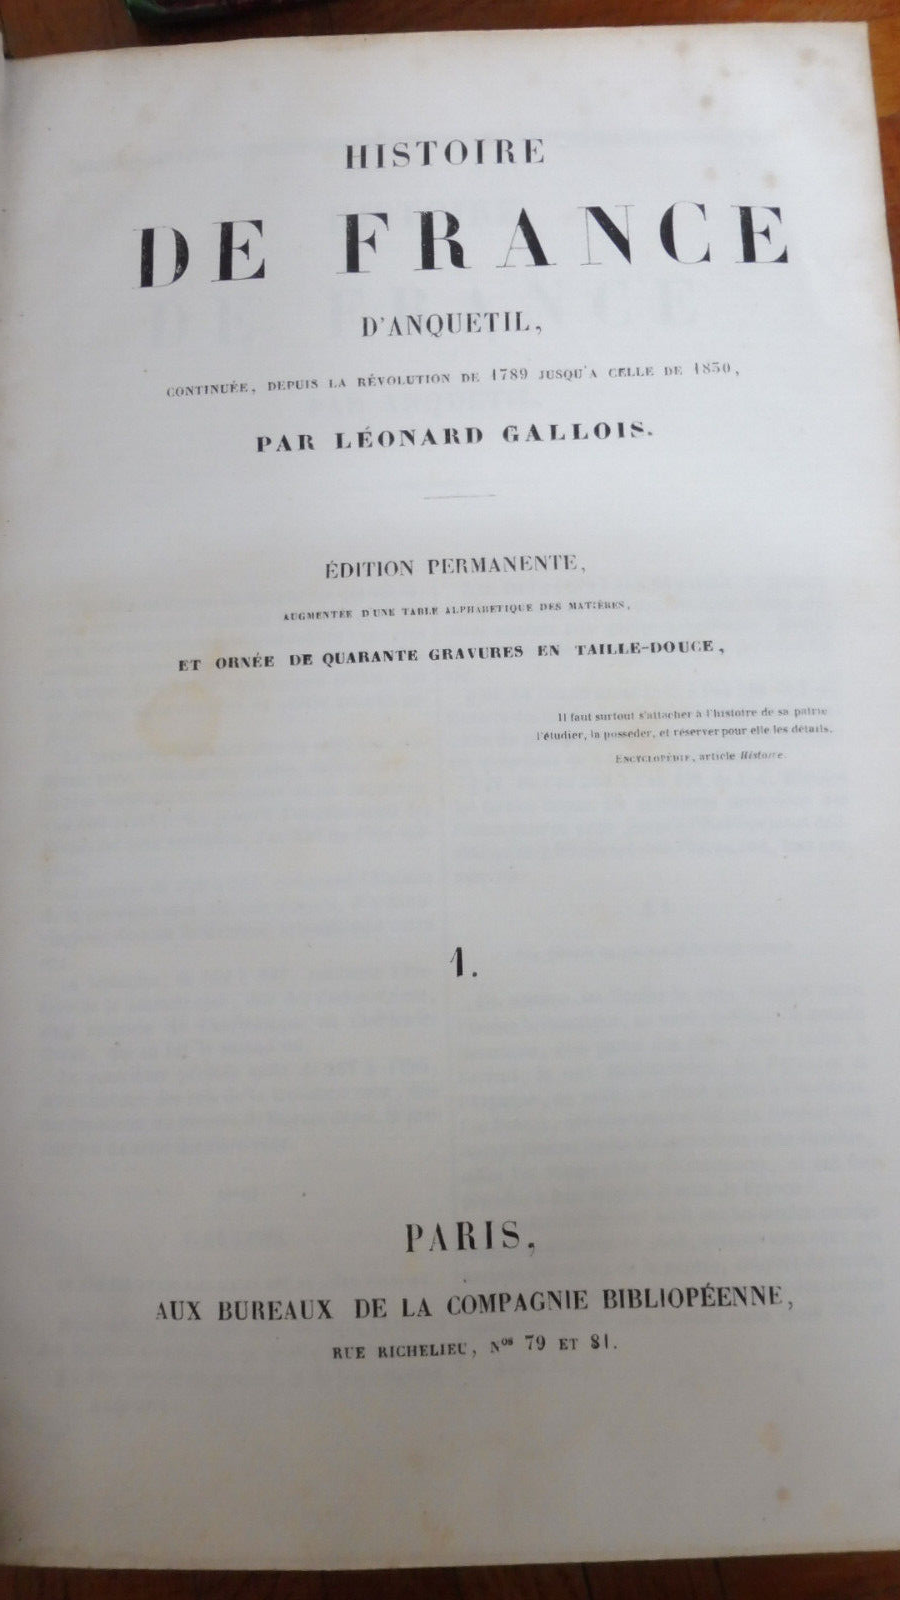 HISTOIRE
DE FRANCE
D'ANQUETIL,
CONTINUÉE, DEPUIS LA RÉVOLUTION DE 1789 JUSQU'A CELLE DE 1830,
PAR LÉONARD GALLOIS.
ÉDITION PERMANENTE,
AUGMENTÉE D'UNE TABLE ALPHABETIQUE DES MATIÈRES,
ET ORNÉE DE QUARANTE GRAVURES EN TAILLE-DOUCE,
Il faut surtout s'attacher à l'histoire de sa patrie
l'étudier, la posséder, et réserver pour elle les détails.
ENCYCLOPÉDIE, article Histoire.
1.
PARIS,
AUX BUREAUX DE LA COMPAGNIE BIBLIOPÉENNE,
RUE RICHELIEU, Nos 79 ET 81.